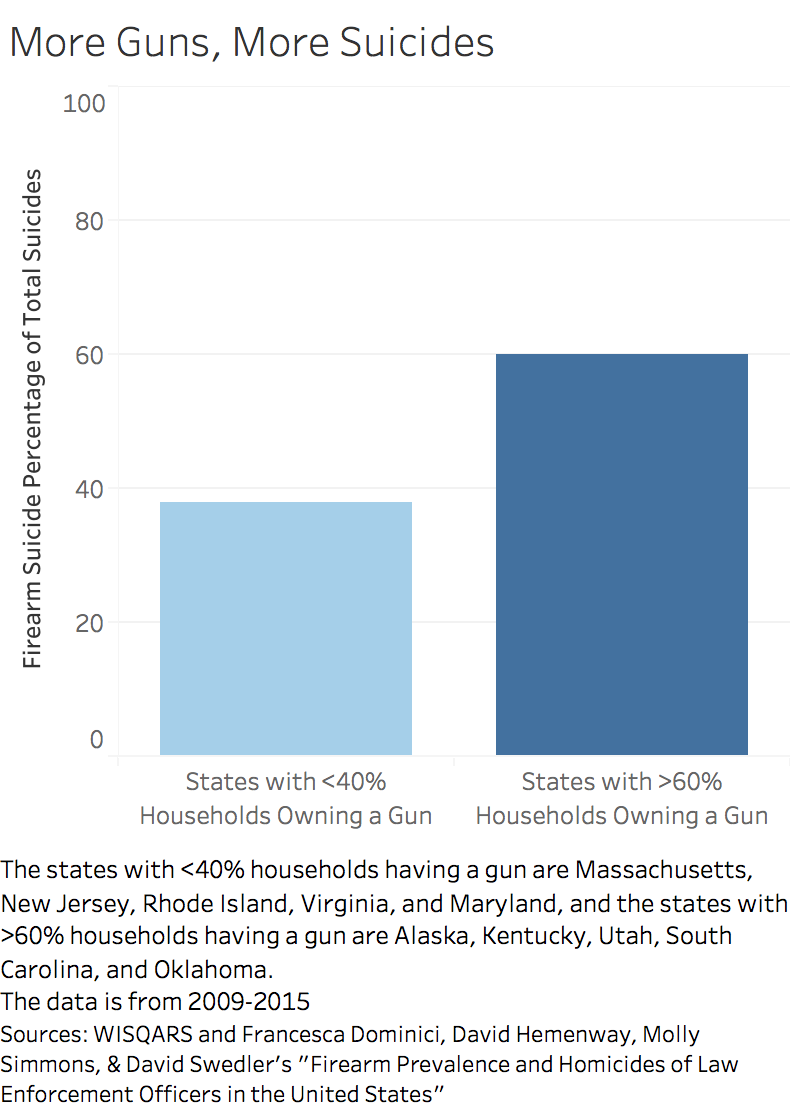 More Guns, More Suicides
100
80
60
40
20
0
Firearm Suicide Percentage of Total Suicides
States with <40%
Households Owning a Gun
States with >60%
Households Owning a Gun
The states with <40% households having a gun are Massachusetts,
New Jersey, Rhode Island, Virginia, and Maryland, and the states with
>60% households having a gun are Alaska, Kentucky, Utah, South
Carolina, and Oklahoma.
The data is from 2009-2015
Sources: WISQARS and Francesca Dominici, David Hemenway, Molly
Simmons, & David Swedler's "Firearm Prevalence and Homicides of Law
Enforcement Officers in the United States"